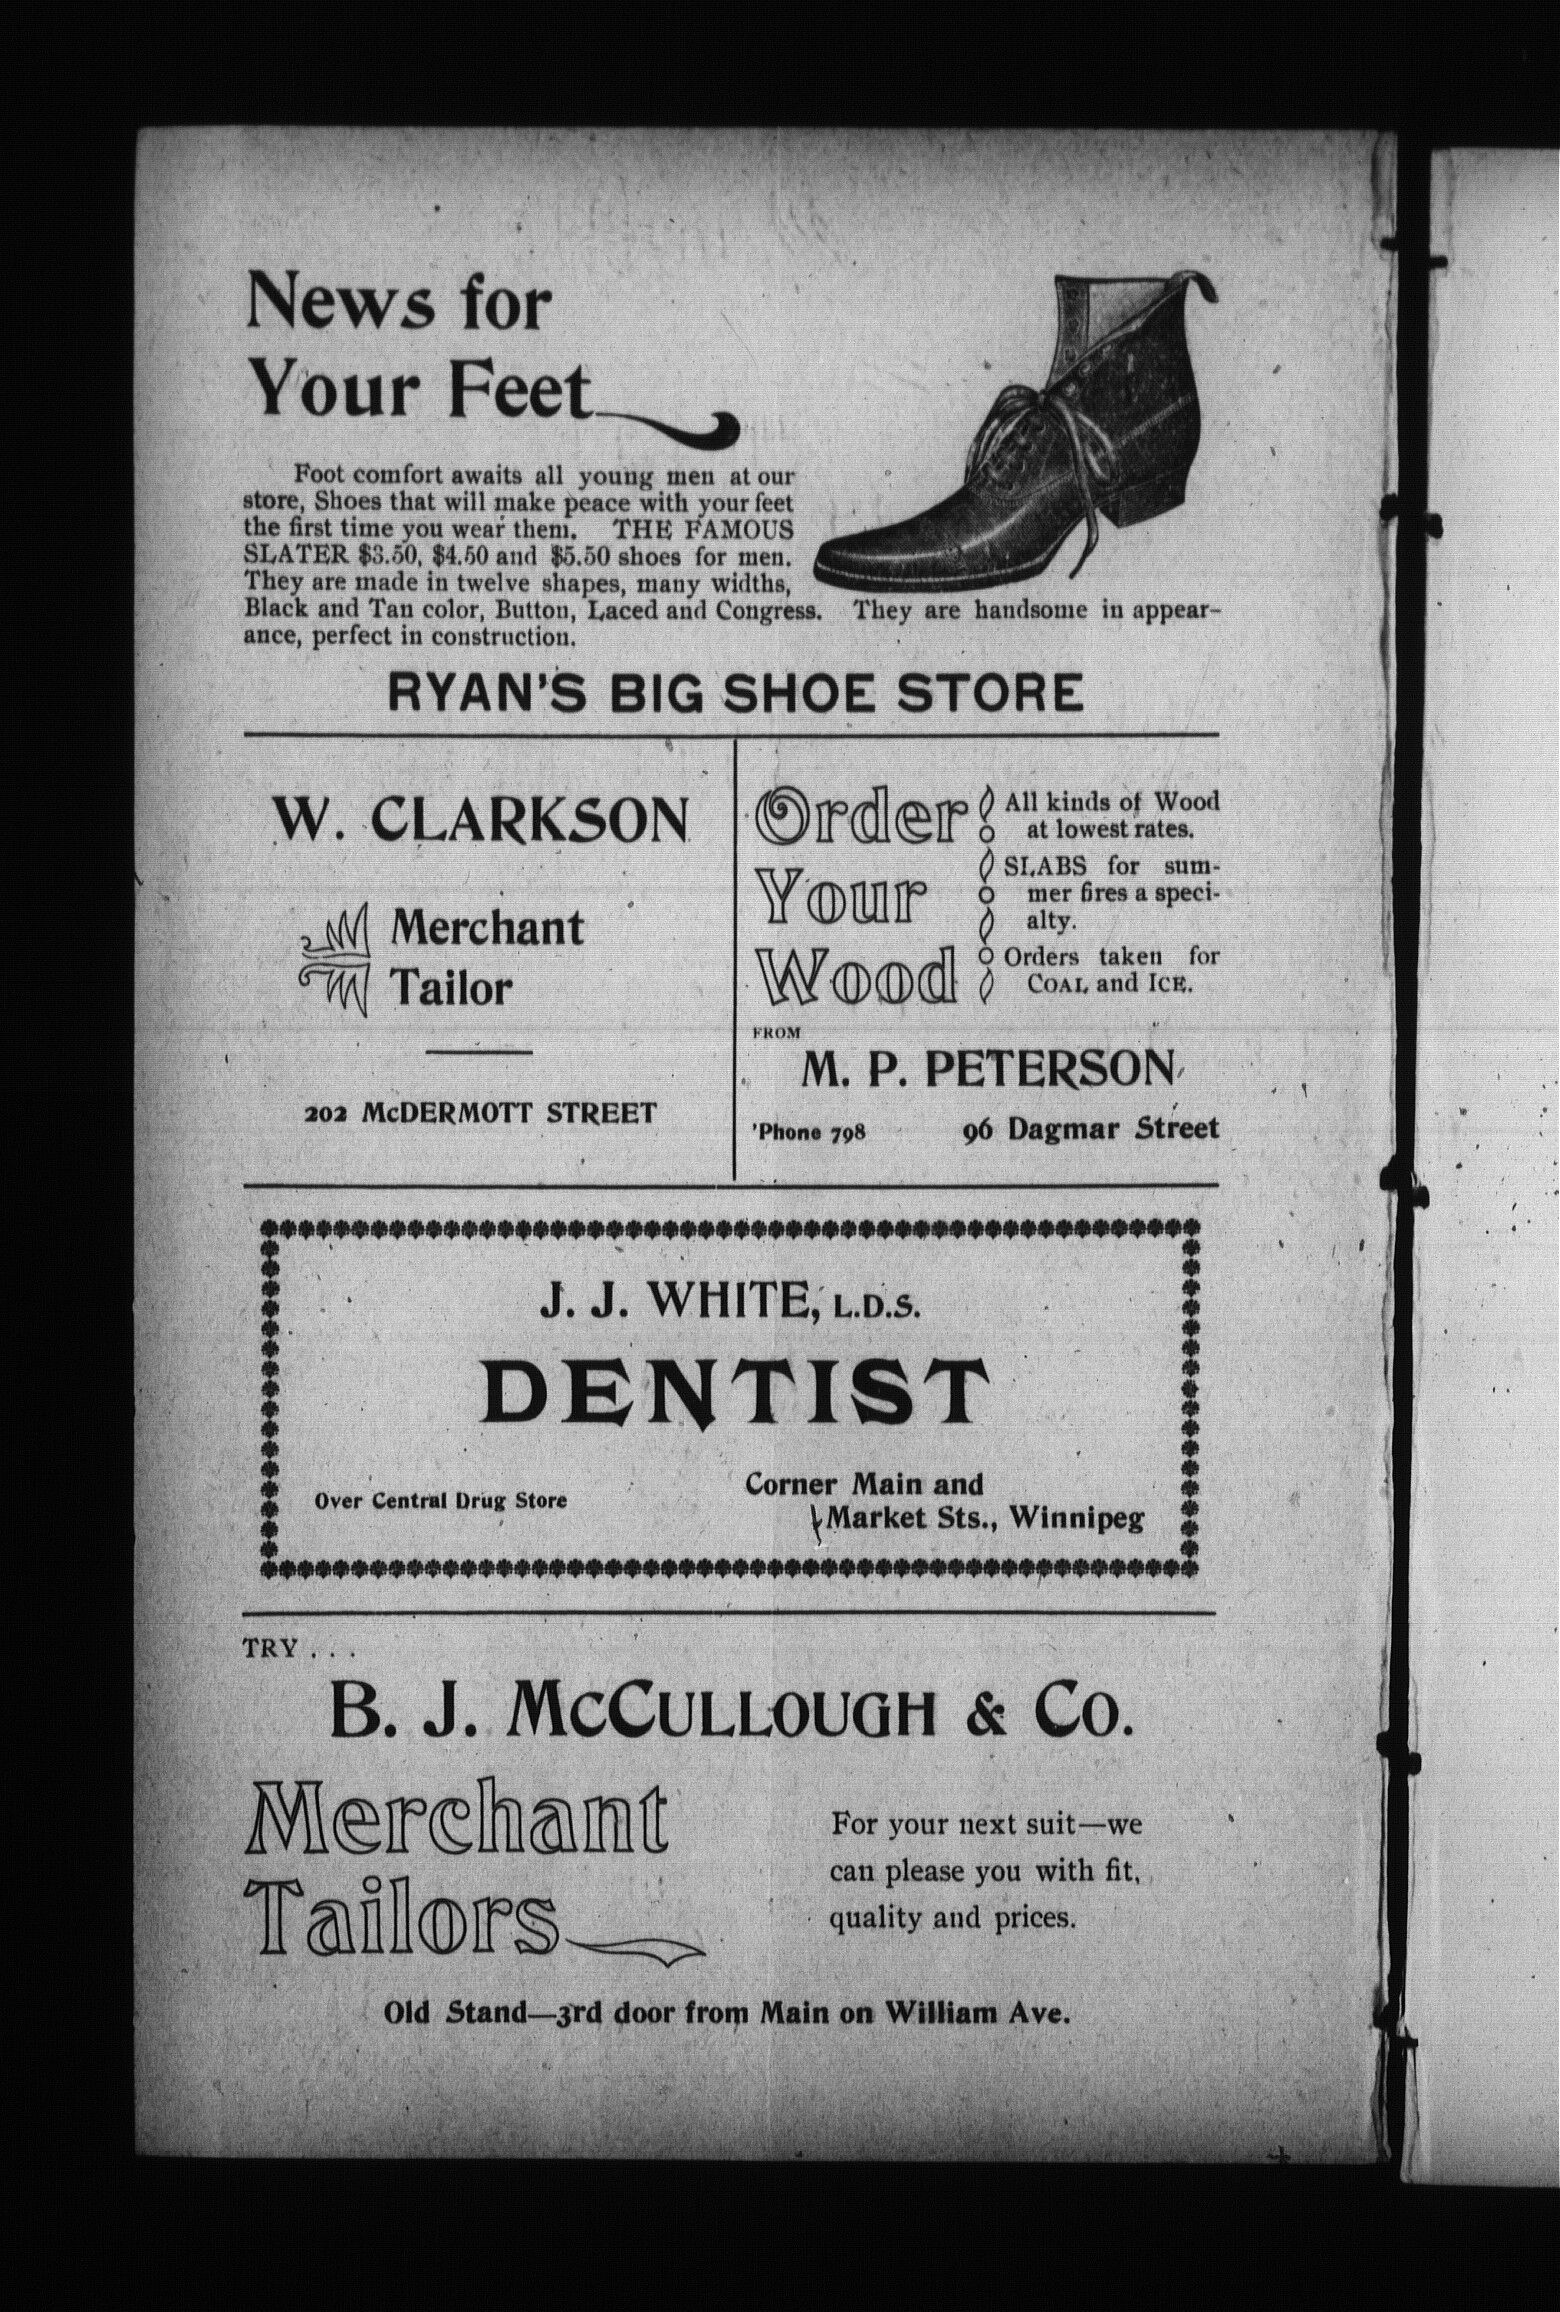 News for
Your Feet
Foot comfort awaits all young men at our
store, Shoes that will make peace with your feet
the first time you wear them. THE FAMOUS
SLATER $3.50, $4.50 and $5.50 shoes for men.
They are made in twelve shapes, many widths,
Black and Tan color, Button, Laced and Congress. They are handsome in appear-
ance, perfect in construction.
RYAN'S BIG SHOE STORE
W. CLARKSON
Merchant
Tailor
202 McDERMOTT STREET
Order
Your
Wood
All kinds of Wood
at lowest rates.
SLABS for sum-
mer fires a speci-
alty.
Orders taken for
COAL and ICE.
FROM
M. P. PETERSON
'Phone 798 96 Dagmar Street
J. J. WHITE, L.D.S.
DENTIST
Over Central Drug Store
Corner Main and
Market Sts., Winnipeg
TRY . . .
B. J. MCCULLOUGH & CO.
Merchant
Tailors
For your next suit—we
can please you with fit,
quality and prices.
Old Stand—3rd door from Main on William Ave.